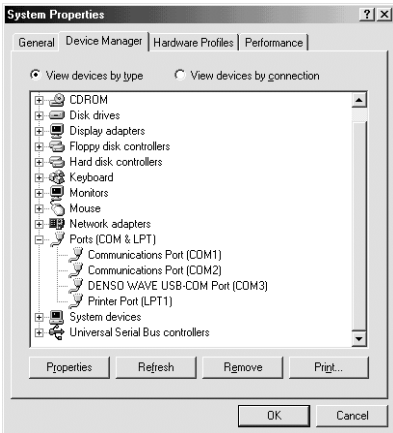 System Properties
General Device Manager Hardware Profiles Performance
View devices by type View devices by connection
CDROM
Disk drives
Display adapters
Floppy disk controllers
Hard disk controllers
Keyboard
Monitors
Mouse
Network adapters
Ports (COM & LPT)
Communications Port (COM1)
Communications Port (COM2)
DENSO WAVE USB-COM Port (COM3)
Printer Port (LPT1)
System devices
Universal Serial Bus controllers
Properties Refresh Remove Print...
OK Cancel